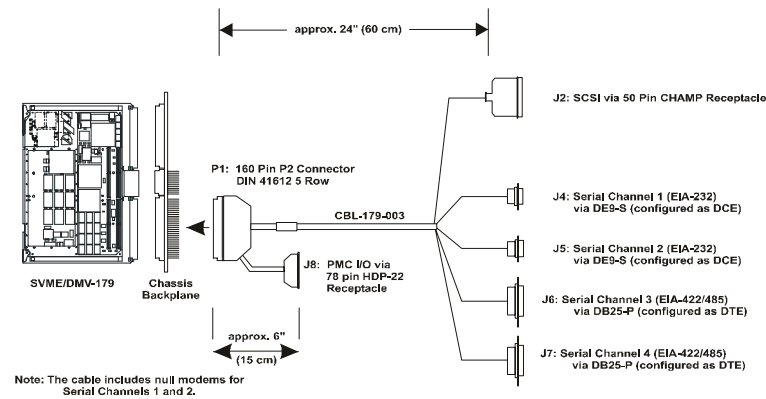 approx. 24" (60 cm)
J2: SCSI via 50 Pin CHAMP Receptacle
P1: 160 Pin P2 Connector
DIN 41612 5 Row
CBL-179-003
J4: Serial Channel 1 (EIA-232)
via DE9-S (configured as DCE)
J5: Serial Channel 2 (EIA-232)
via DE9-S (configured as DCE)
J8: PMC I/O via
78 pin HDP-22
Receptacle
SVME/DMV-179
Chassis
Backplane
J6: Serial Channel 3 (EIA-422/485)
via DB25-P (configured as DTE)
approx. 6"
(15 cm)
J7: Serial Channel 4 (EIA-422/485)
via DB25-P (configured as DTE)
Note: The cable includes null modems for
Serial Channels 1 and 2.